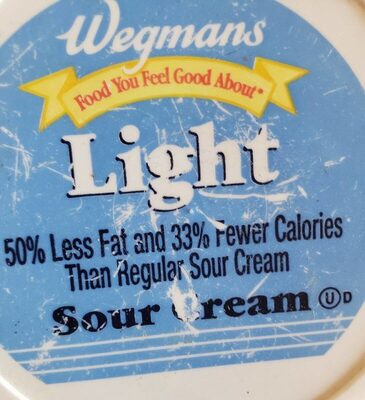 Wegmans
Food You Feel Good About®
Light
50% Less Fat and 33% Fewer Calories
Than Regular Sour Cream
Sour Cream Ⓤ D